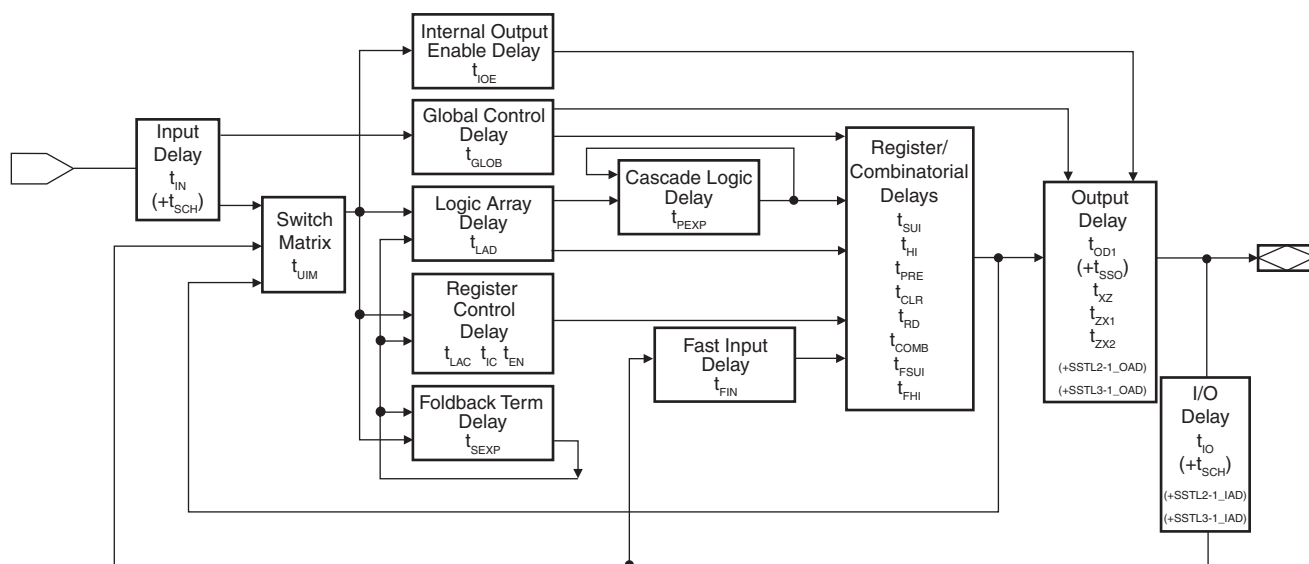 Internal Output
Enable Delay
tIOE
Global Control
Delay
tGLOB
Input
Delay
tIN
(+tSCH)
Switch
Matrix
tUIM
Logic Array
Delay
tLAD
Cascade Logic
Delay
tPEXP
Register
Control
Delay
tLAC tIC tEN
Foldback Term
Delay
tSEXP
Fast Input
Delay
tFIN
Register/
Combinatorial
Delays
tSUI
tHI
tPRE
tCLR
tRD
tCOMB
tFSUI
tFHI
Output
Delay
tOD1
(+tSSO)
tXZ
tZX1
tZX2
(+SSTL2-1_OAD)
(+SSTL3-1_OAD)
I/O
Delay
tIO
(+tSCH)
(+SSTL2-1_IAD)
(+SSTL3-1_IAD)